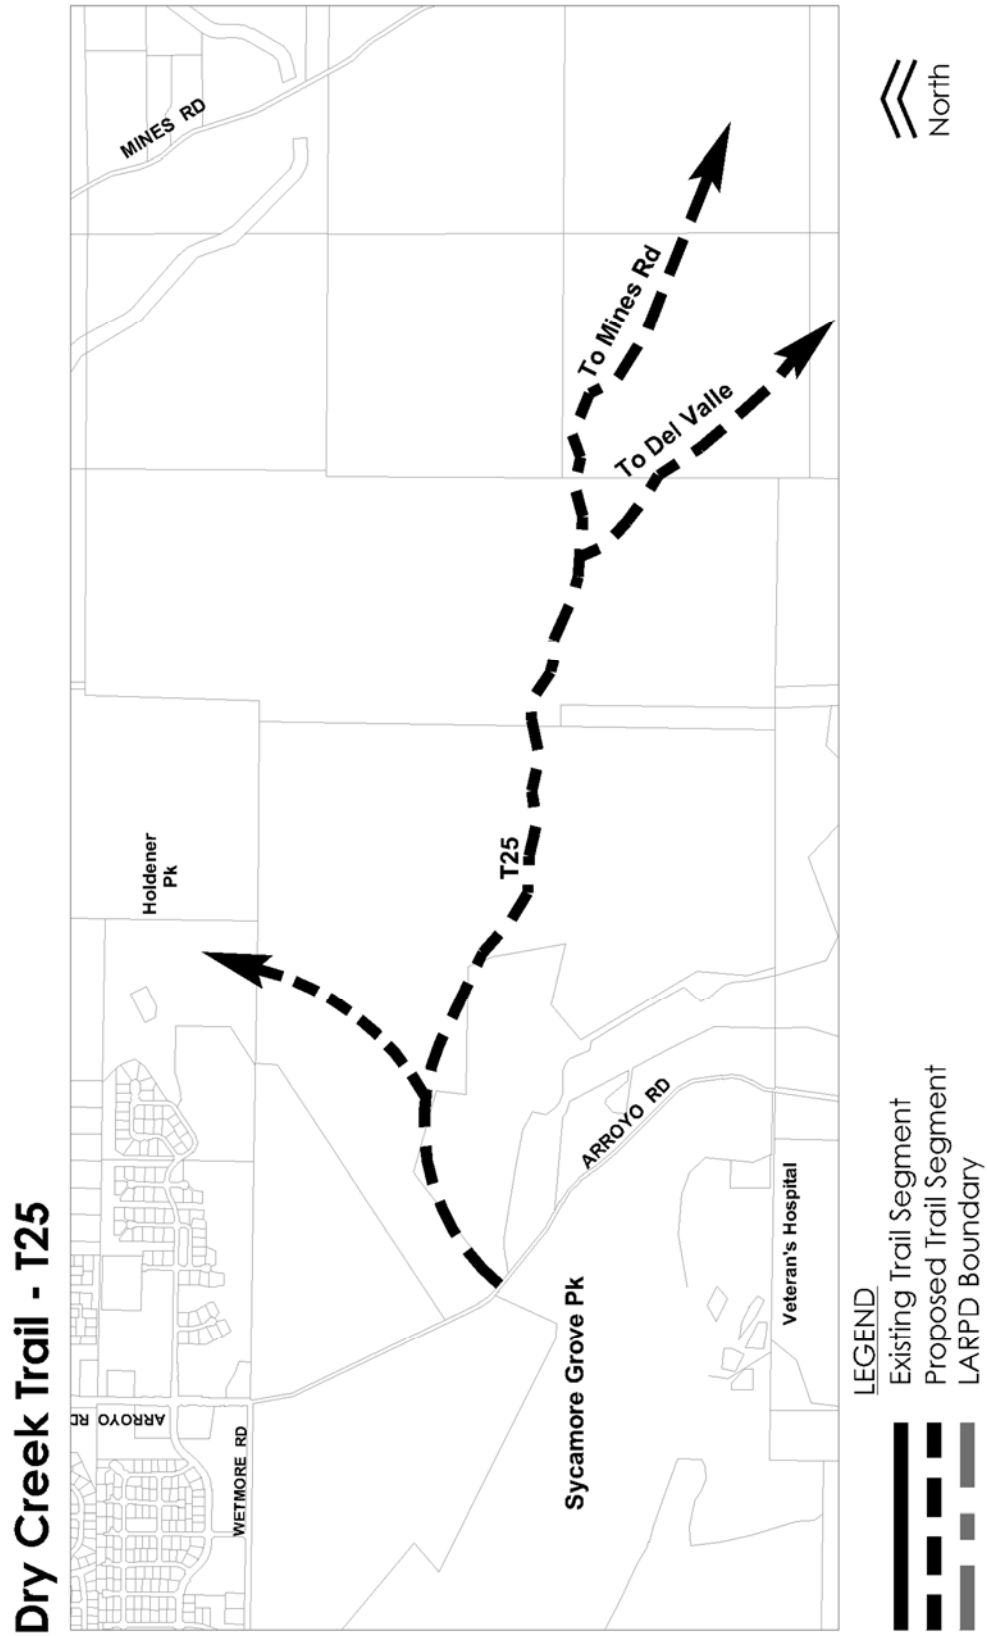 Dry Creek Trail - T25
MINES RD
To Mines Rd
To Del Valle
Holdener
Pk
T25
ARROYO RD
ARROYO RD
WETMORE RD
Sycamore Grove Pk
Veteran's Hospital
LEGEND
Existing Trail Segment
Proposed Trail Segment
LARPD Boundary
North